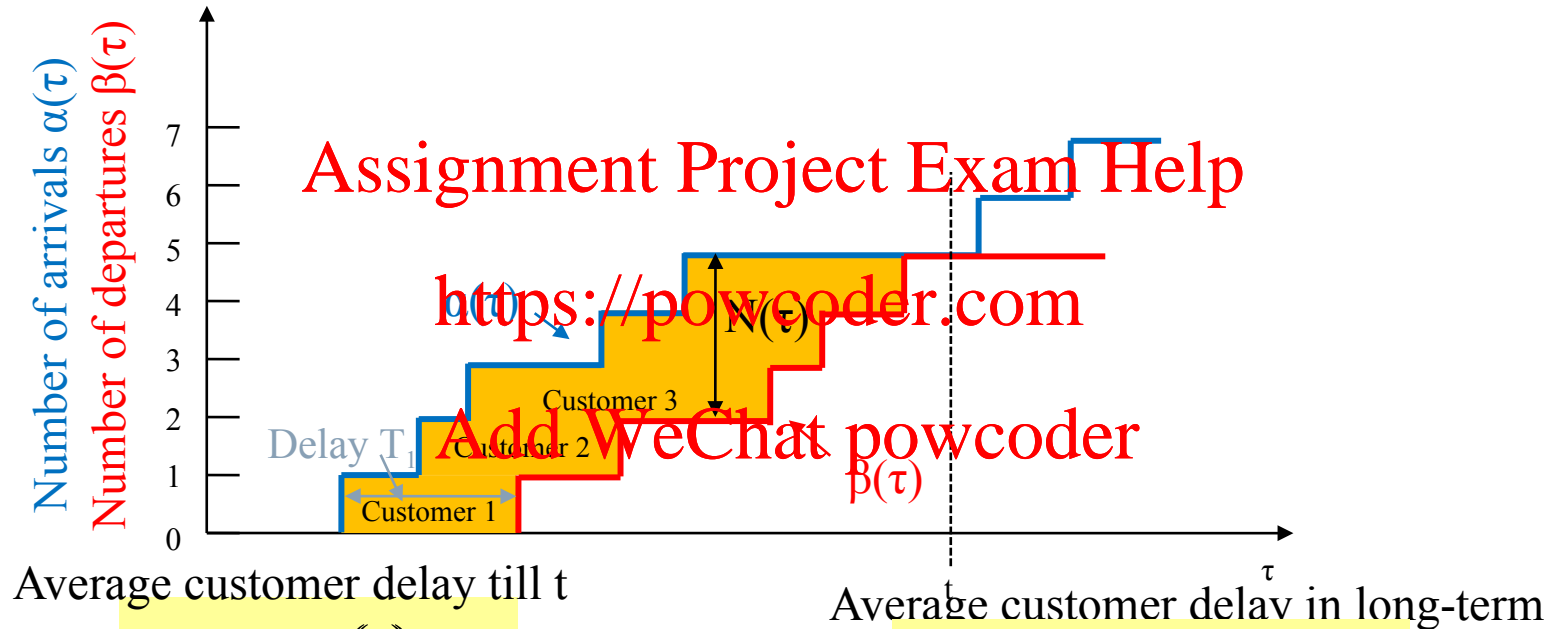 Number of arrivals α(τ)
Number of departures β(τ)
7
6
5
4
3
2
1
0
Assignment Project Exam Help
https://powcoder.com
α(τ)
N(τ)
Customer 3
Add WeChat powcoder
Delay T1
Customer 2
β(τ)
Customer 1
τ
t
Average customer delay till t
Average customer delay in long-term